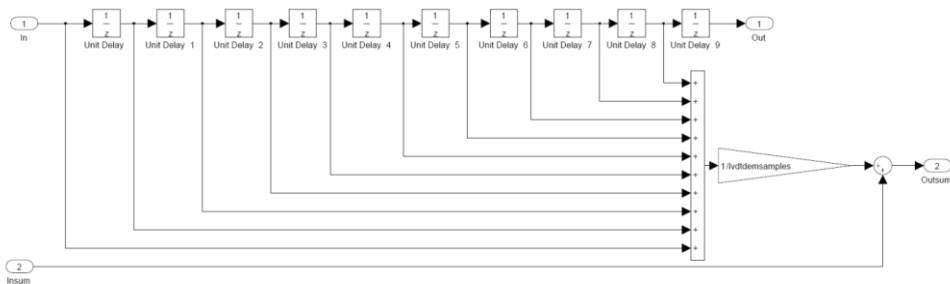 1
In
1
z
Unit Delay
1
z
Unit Delay 1
1
z
Unit Delay 2
1
z
Unit Delay 3
1
z
Unit Delay 4
1
z
Unit Delay 5
1
z
Unit Delay 6
1
z
Unit Delay 7
1
z
Unit Delay 8
1
z
Unit Delay 9
1
Out
+
+
+
+
+
+
+
+
+
+
1/lvdtdemsamples
+
+
2
Outsum
2
Insum